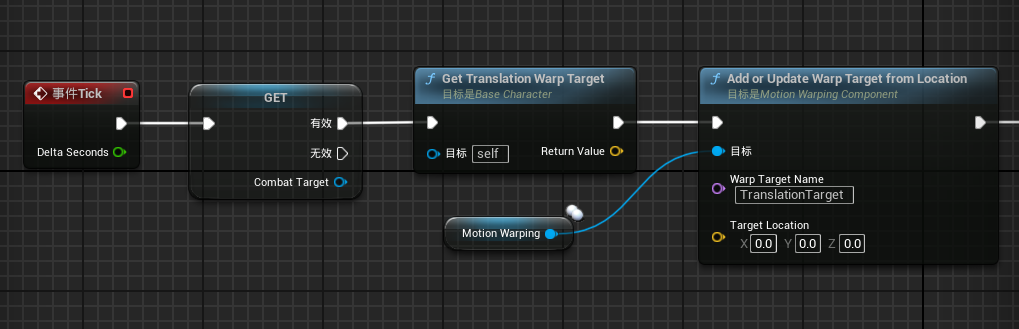 事件Tick
Delta Seconds
GET
有效
无效
Combat Target
Get Translation Warp Target
目标是Base Character
目标 self
Return Value
Motion Warping
Add or Update Warp Target from Location
目标是Motion Warping Component
目标
Warp Target Name
TranslationTarget
Target Location
X 0.0 Y 0.0 Z 0.0